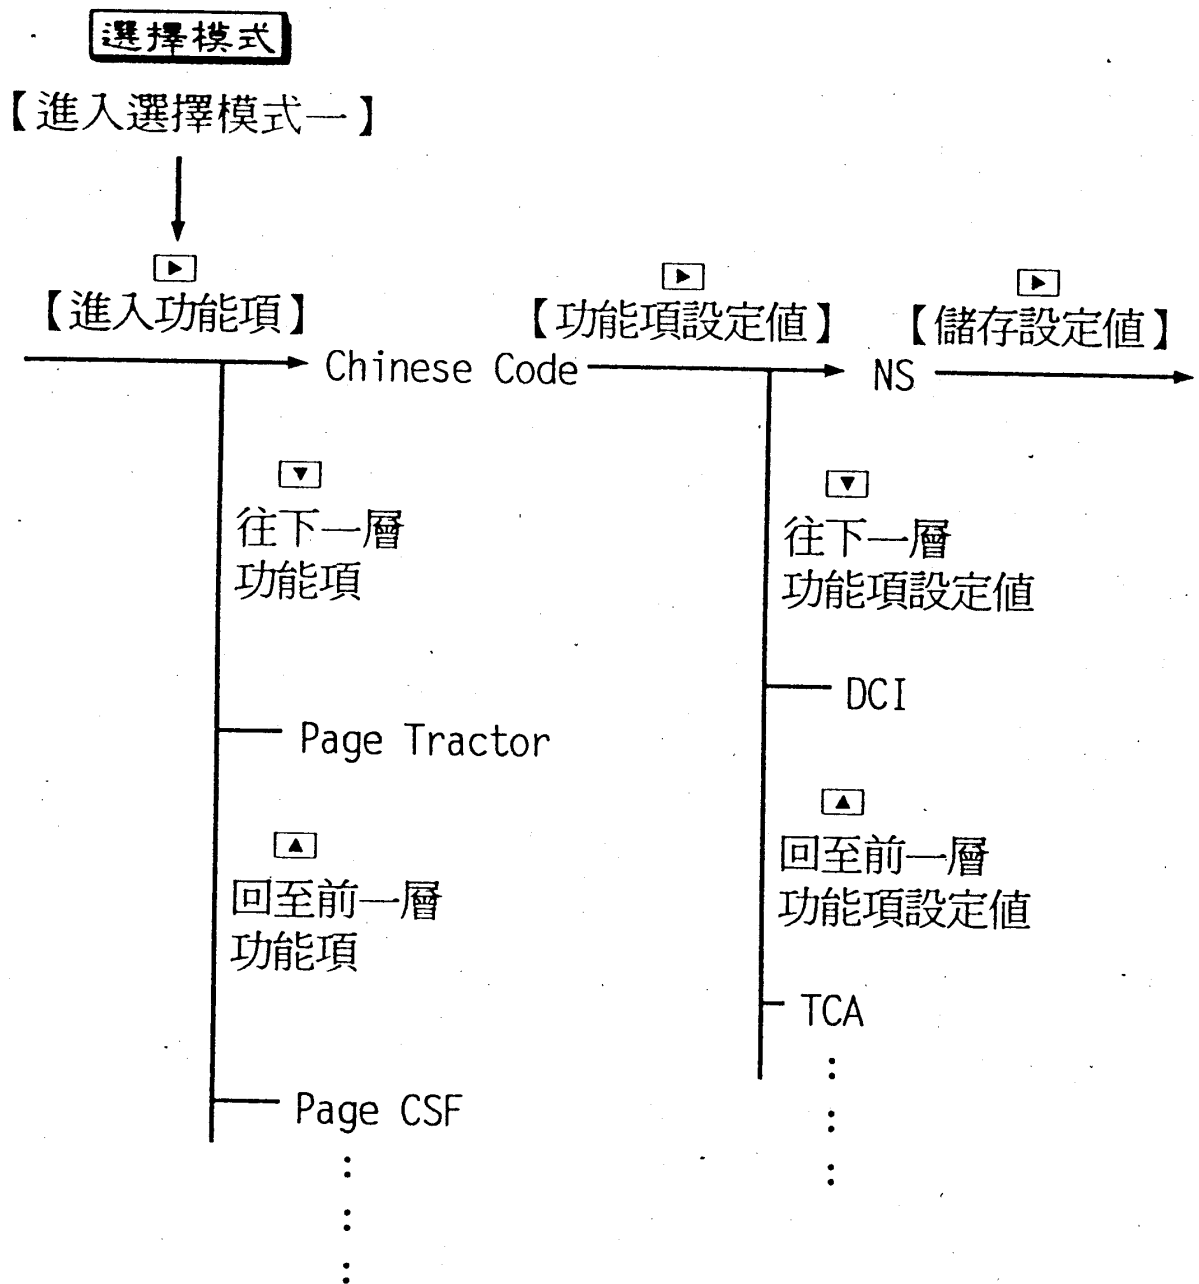 選擇模式
【進入選擇模式一】
【進入功能項】
【功能項設定值】
【儲存設定值】
Chinese Code
NS
往下一層
功能項
往下一層
功能項設定值
DCI
Page Tractor
回至前一層
功能項
回至前一層
功能項設定值
TCA
Page CSF